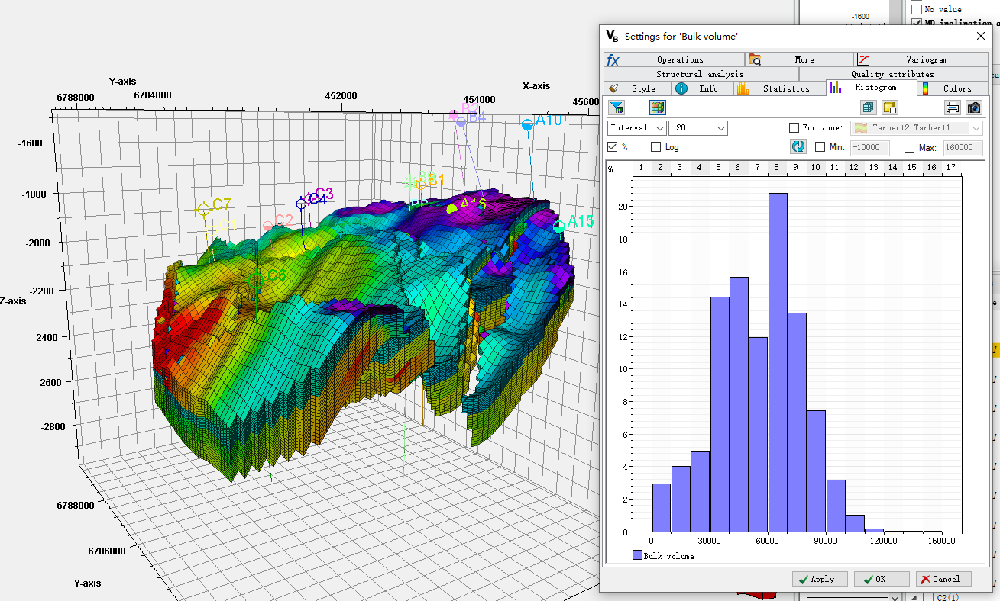 -1600
No value
MD inclination a
Settings for 'Bulk volume'
Operations
More
Variogram
Structural analysis
Quality attributes
Style
Info
Statistics
Histogram
Colors
Interval
20
For zone:
Tarbert2-Tarbert1
%
Log
Min:
-10000
Max:
160000
%
1 2 3 4 5 6 7 8 9 10 11 12 13 14 15 16 17
20
18
16
14
12
10
8
6
4
2
0
0 30000 60000 90000 120000 150000
Bulk volume
Apply
OK
Cancel
C2(1)
Y-axis
X-axis
6788000
6784000
452000
454000
45600
B2
B4
A10
-1600
-1800
-2000
-2200
-2400
-2600
-2800
Z-axis
C7
C1
C2
C3
C4
B9
B1
A16
A15
C6
6788000
6786000
Y-axis